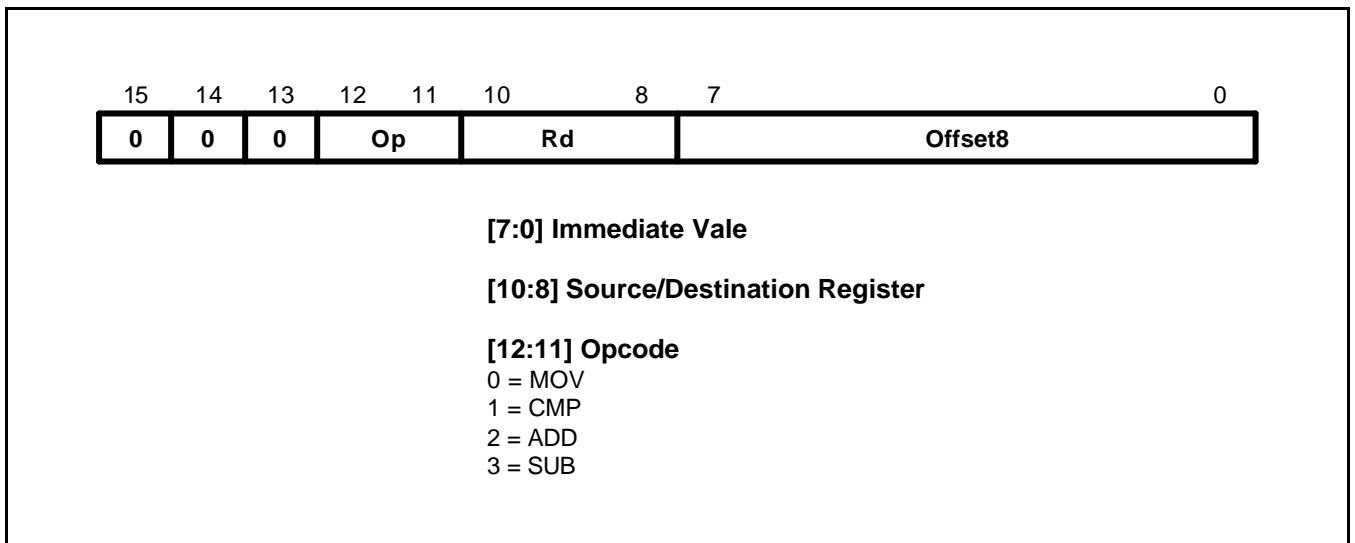 15 14 13 12 11 10 8 7 0
0 0 0 Op Rd Offset8
[7:0] Immediate Vale
[10:8] Source/Destination Register
[12:11] Opcode
0 = MOV
1 = CMP
2 = ADD
3 = SUB